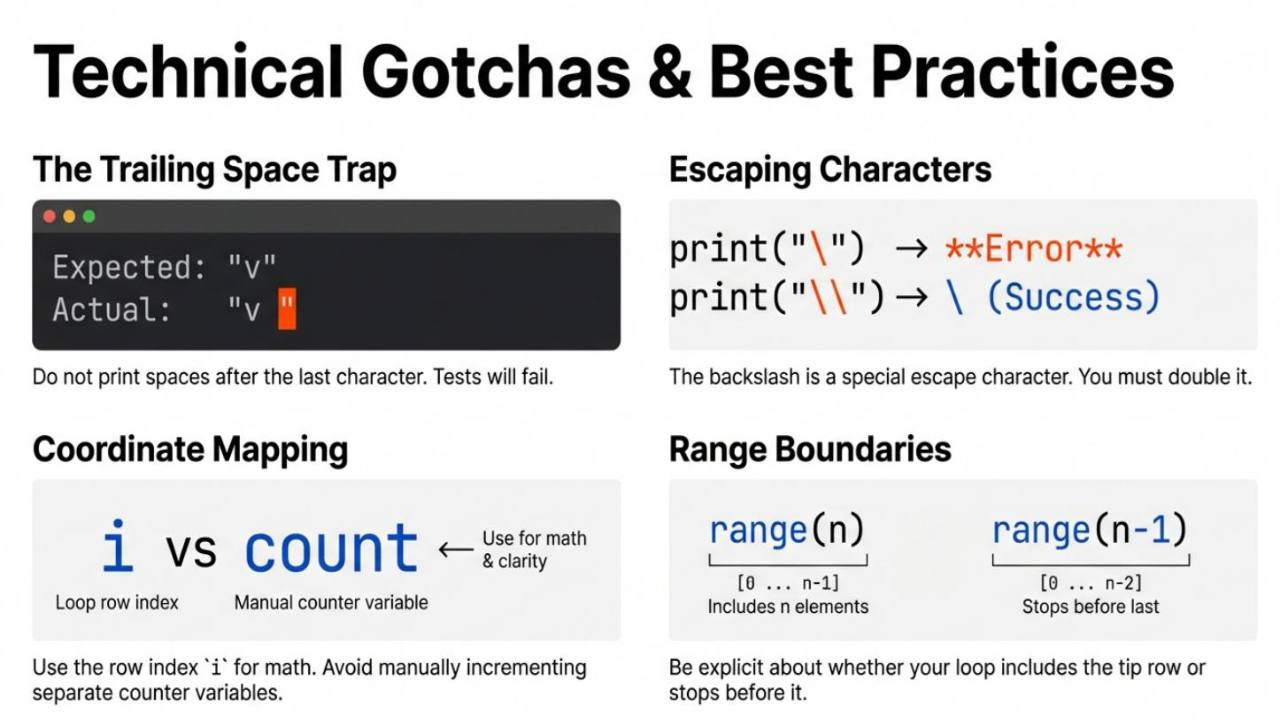 Technical Gotchas & Best Practices
The Trailing Space Trap
Expected: "v"
Actual:   "v "
Do not print spaces after the last character. Tests will fail.
Escaping Characters
print("\") → **Error**
print("\\") → \ (Success)
The backslash is a special escape character. You must double it.
Coordinate Mapping
i vs count ← Use for math
& clarity
Loop row index
Manual counter variable
Use the row index `i` for math. Avoid manually incrementing
separate counter variables.
Range Boundaries
range(n)
[0 ... n-1]
Includes n elements
range(n-1)
[0 ... n-2]
Stops before last
Be explicit about whether your loop includes the tip row or
stops before it.